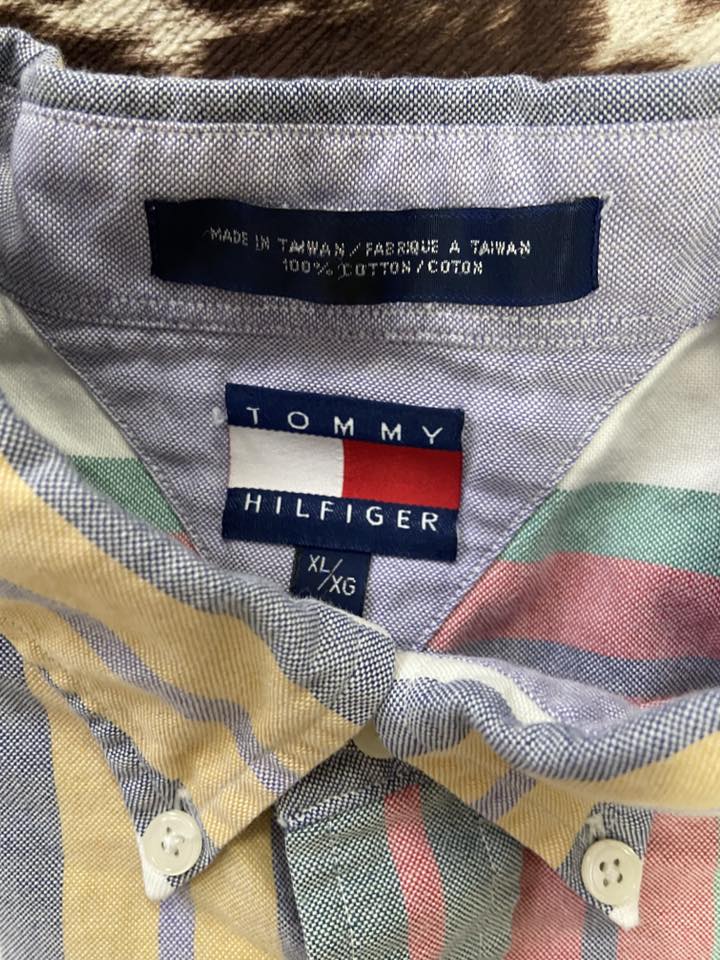 MADE IN TAIWAN / FABRIQUE A TAIWAN
100% COTTON / COTON
TOMMY
HILFIGER
XL/XG